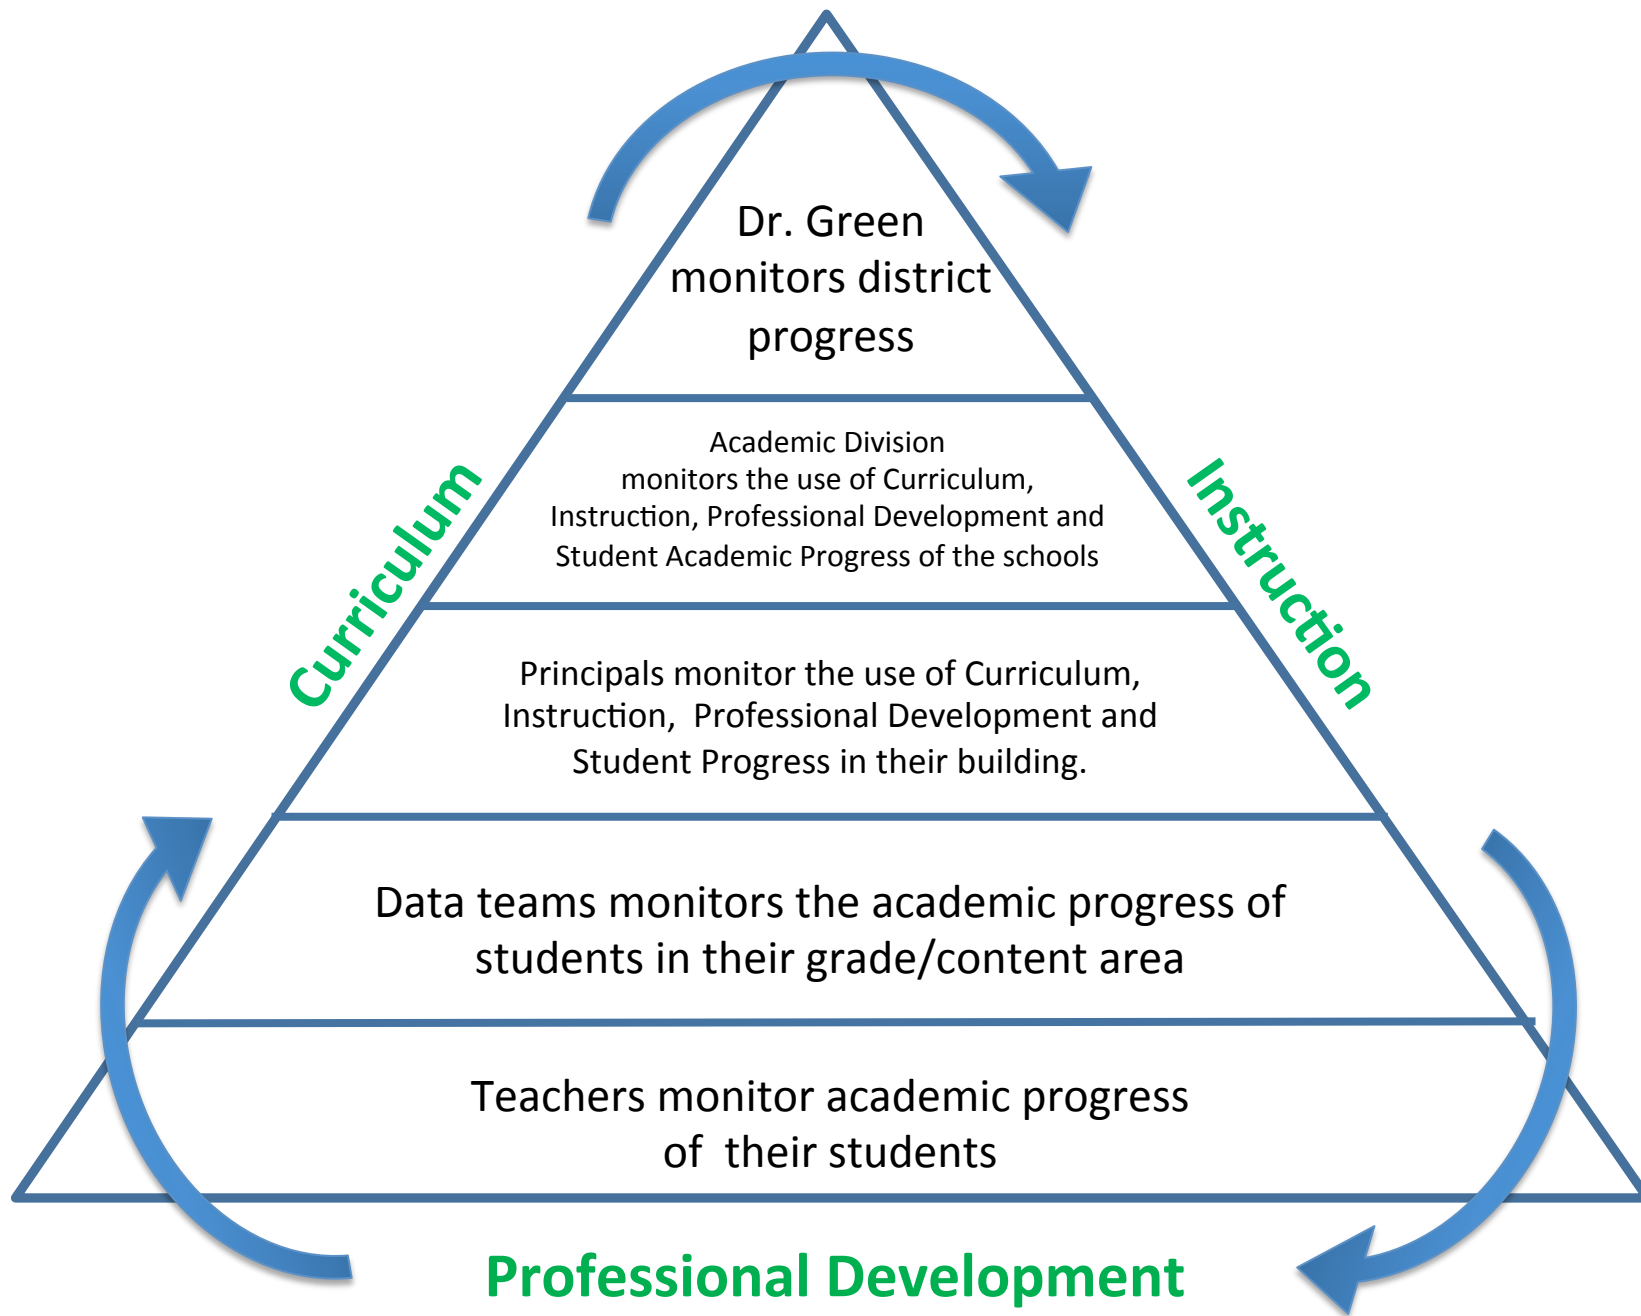 Dr. Green
monitors district
progress
Academic Division
monitors the use of Curriculum,
Instruction, Professional Development and
Student Academic Progress of the schools
Curriculum
Instruction
Principals monitor the use of Curriculum,
Instruction,  Professional Development and
Student Progress in their building.
Data teams monitors the academic progress of
students in their grade/content area
Teachers monitor academic progress
of  their students
Professional Development